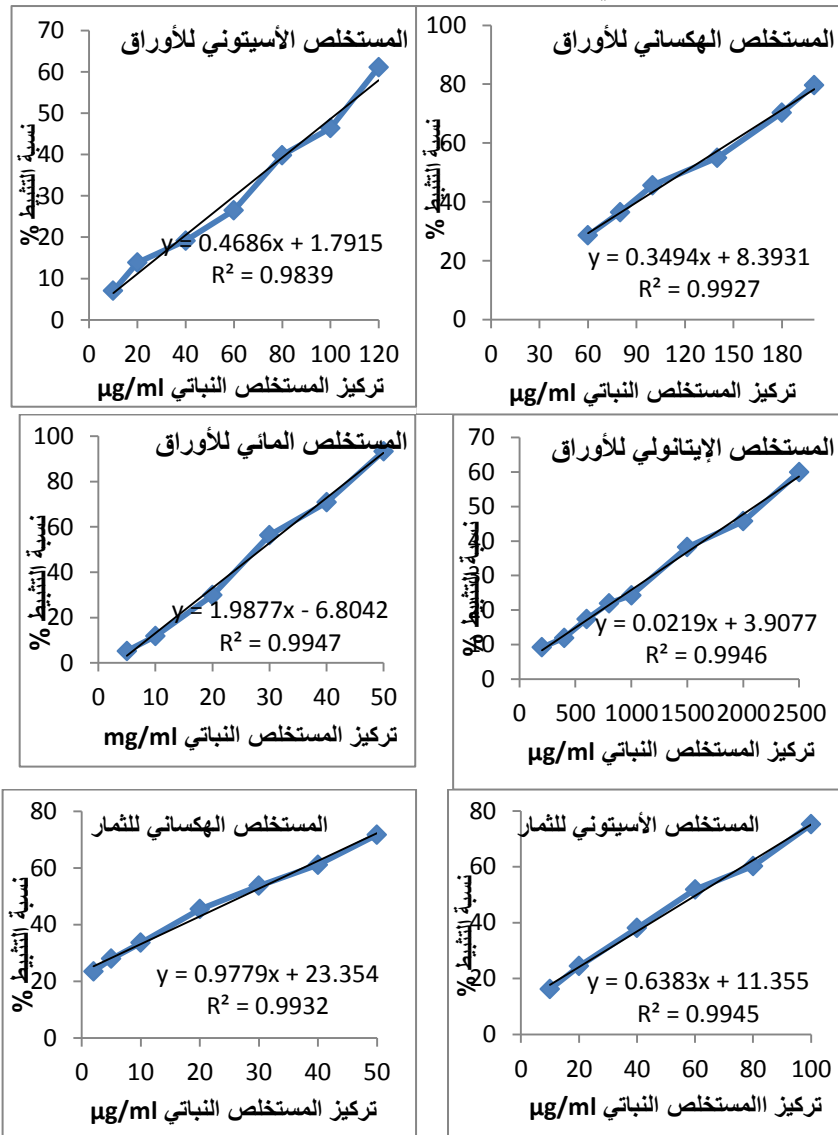 المستخلص الأسيتوني للأوراق
نسبة التثبيط %
70
60
50
40
30
20
10
0
y = 0.4686x + 1.7915
R² = 0.9839
0 20 40 60 80 100 120
تركيز المستخلص النباتي µg/ml
المستخلص الهكساني للأوراق
نسبة التثبيط %
100
80
60
40
20
0
y = 0.3494x + 8.3931
R² = 0.9927
0 30 60 90 120 150 180
تركيز المستخلص النباتي µg/ml
المستخلص المائي للأوراق
نسبة التثبيط %
100
80
60
40
20
0
y = 1.9877x - 6.8042
R² = 0.9947
0 10 20 30 40 50
تركيز المستخلص النباتي mg/ml
المستخلص الإيتانولي للأوراق
نسبة التثبيط %
70
60
50
40
30
20
10
0
y = 0.0219x + 3.9077
R² = 0.9946
0 500 1000 1500 2000 2500
تركيز المستخلص النباتي µg/ml
المستخلص الهكساني للثمار
نسبة التثبيط %
80
60
40
20
0
y = 0.9779x + 23.354
R² = 0.9932
0 10 20 30 40 50
تركيز المستخلص النباتي µg/ml
المستخلص الأسيتوني للثمار
نسبة التثبيط %
80
60
40
20
0
y = 0.6383x + 11.355
R² = 0.9945
0 20 40 60 80 100
تركيز االمستخلص النباتي µg/ml